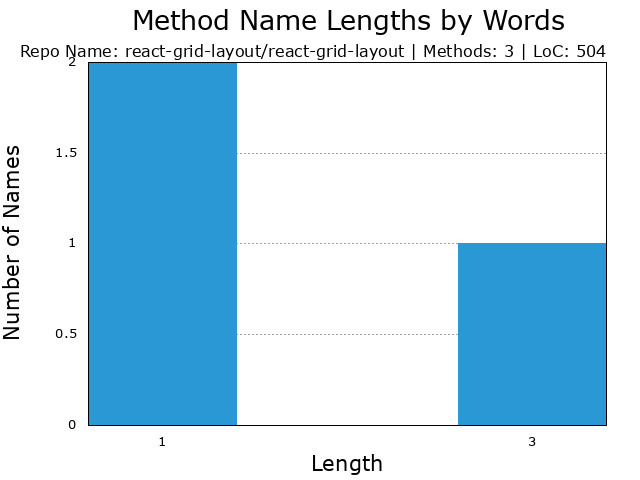 Method Name Lengths by Words
Repo Name: react-grid-layout/react-grid-layout | Methods: 3 | LoC: 504
2
1.5
1
0.5
0
Number of Names
1
3
Length